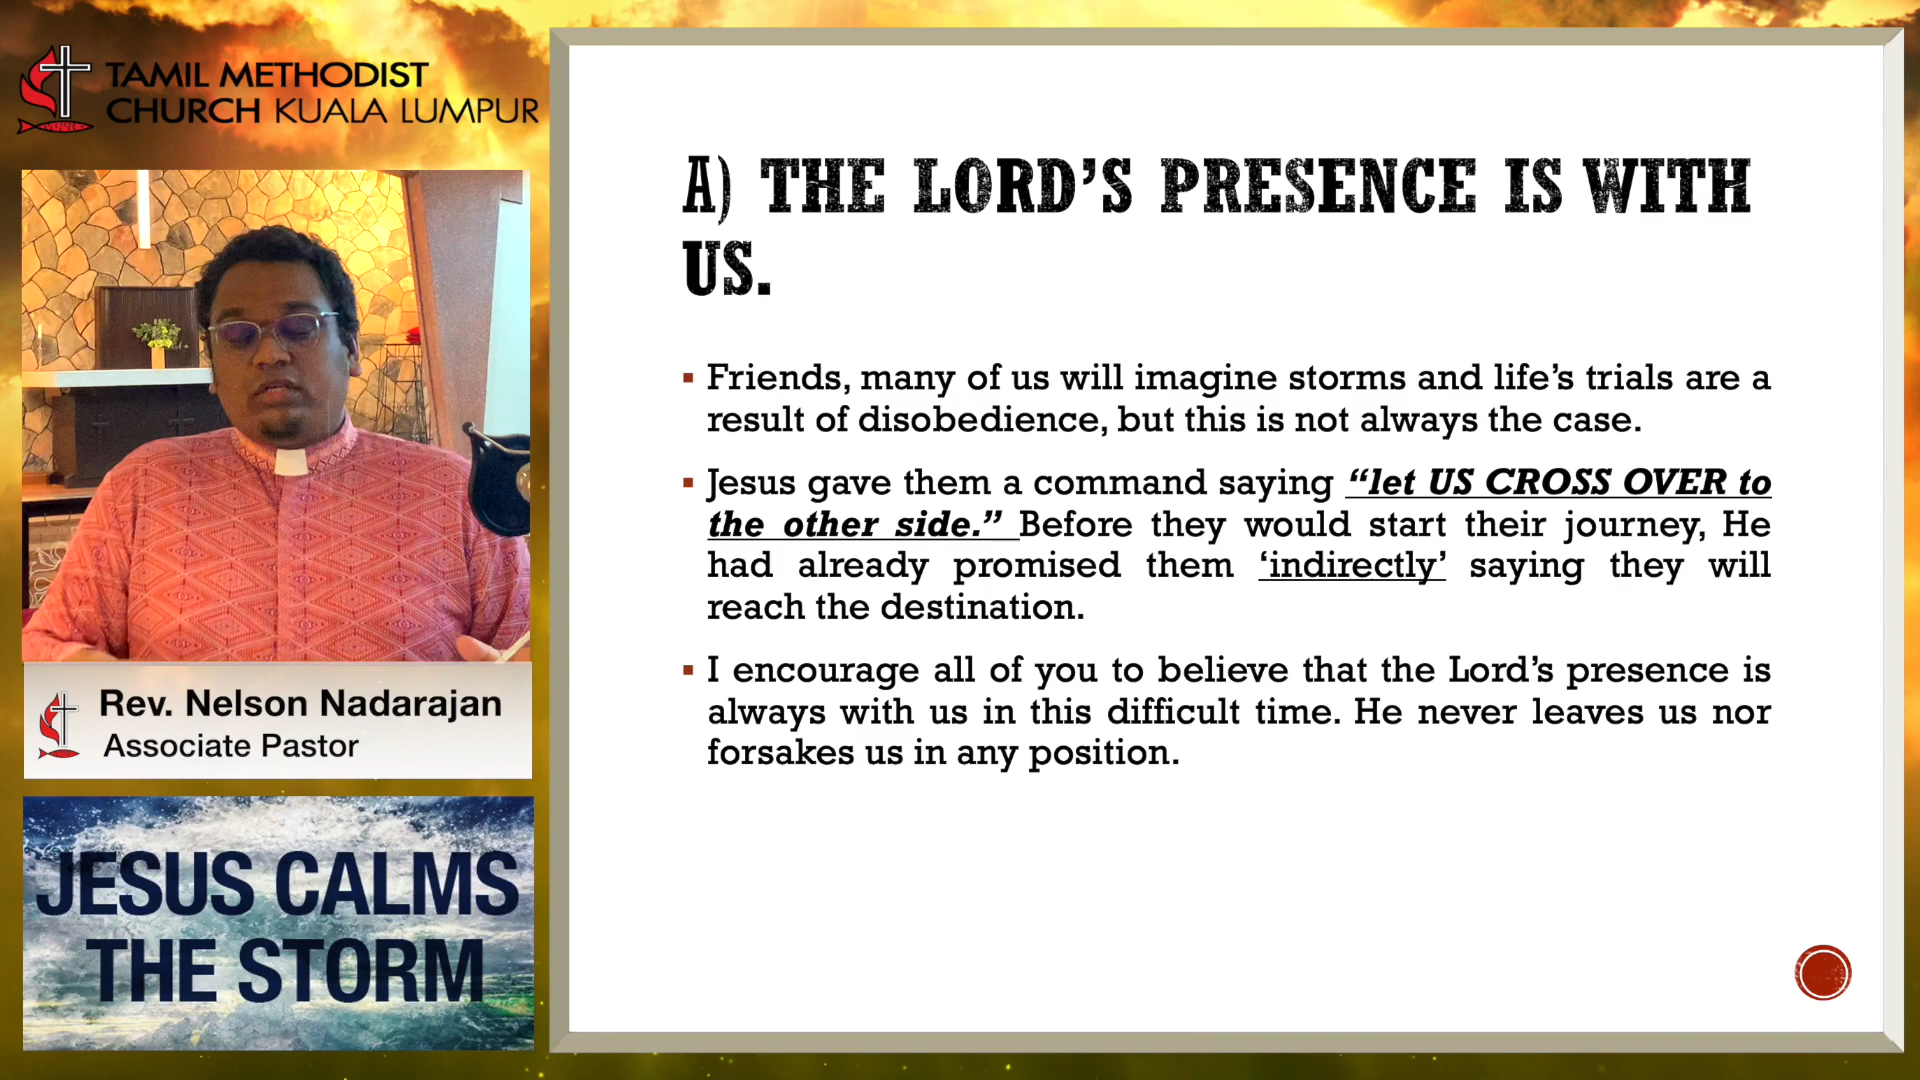 TAMIL METHODIST
CHURCH KUALA LUMPUR
Rev. Nelson Nadarajan
Associate Pastor
JESUS CALMS
THE STORM
A) THE LORD’S PRESENCE IS WITH
US.
▪ Friends, many of us will imagine storms and life’s trials are a
result of disobedience, but this is not always the case.
▪ Jesus gave them a command saying “let US CROSS OVER to
the other side.” Before they would start their journey, He
had already promised them ‘indirectly’ saying they will
reach the destination.
▪ I encourage all of you to believe that the Lord’s presence is
always with us in this difficult time. He never leaves us nor
forsakes us in any position.